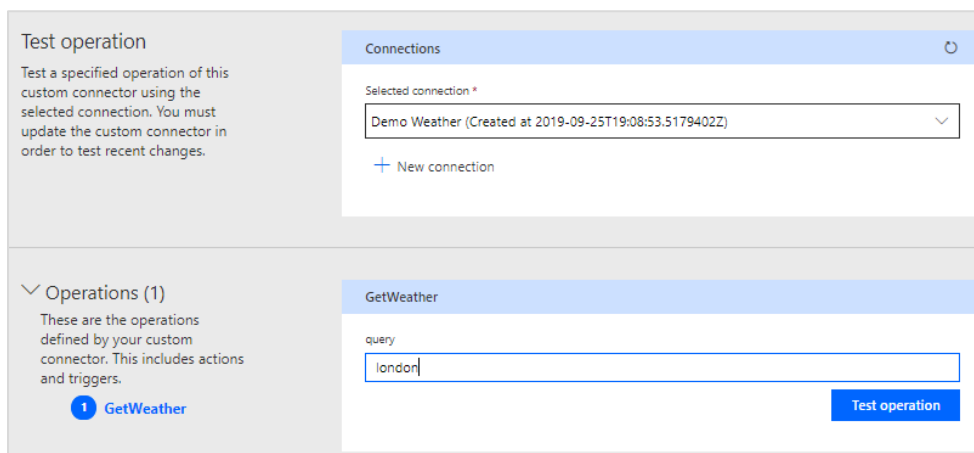 Test operation
Test a specified operation of this
custom connector using the
selected connection. You must
update the custom connector in
order to test recent changes.
Connections
Selected connection *
Demo Weather (Created at 2019-09-25T19:08:53.5179402Z)
+ New connection
Operations (1)
These are the operations
defined by your custom
connector. This includes actions
and triggers.
1 GetWeather
GetWeather
query
london
Test operation